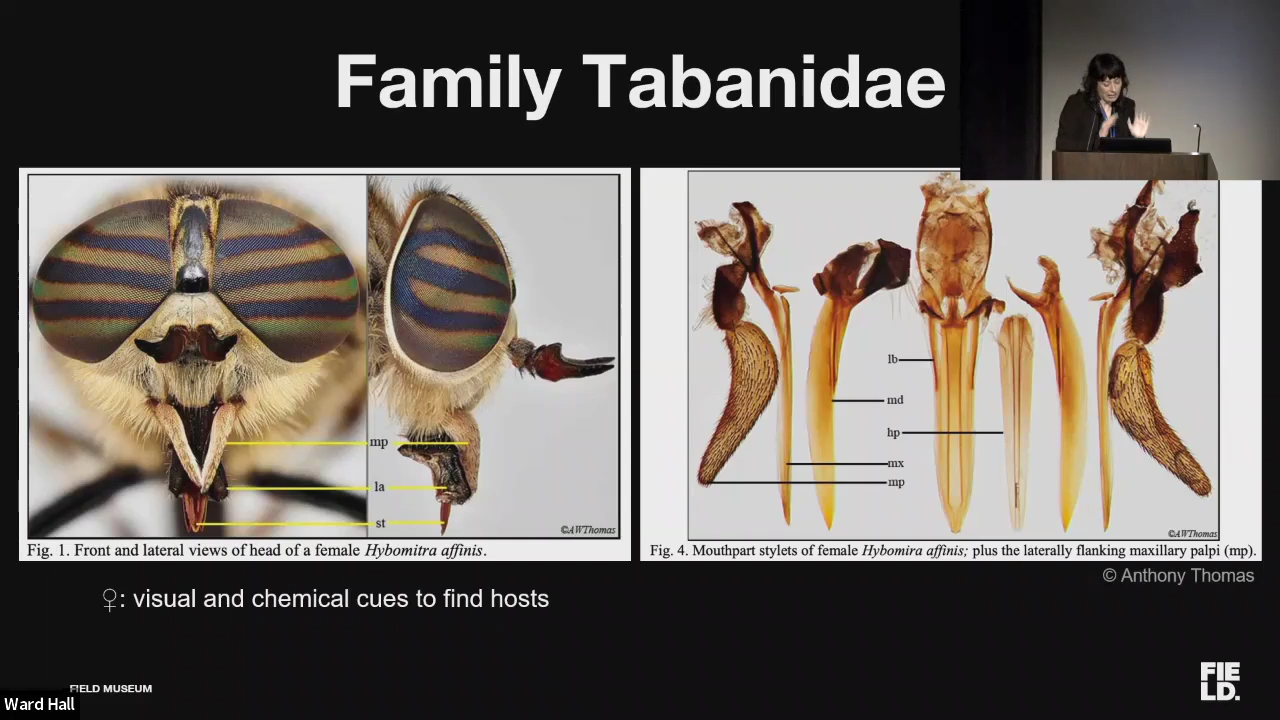 Family Tabanidae
mp
la
st
©AWThomas
Fig. 1. Front and lateral views of head of a female Hybomitra affinis.
lb
md
hp
mx
mp
©AWThomas
Fig. 4. Mouthpart stylets of female Hybomira affinis; plus the laterally flanking maxillary palpi (mp).
© Anthony Thomas
♀: visual and chemical cues to find hosts
FIELD MUSEUM
Ward Hall
FIE
LD.